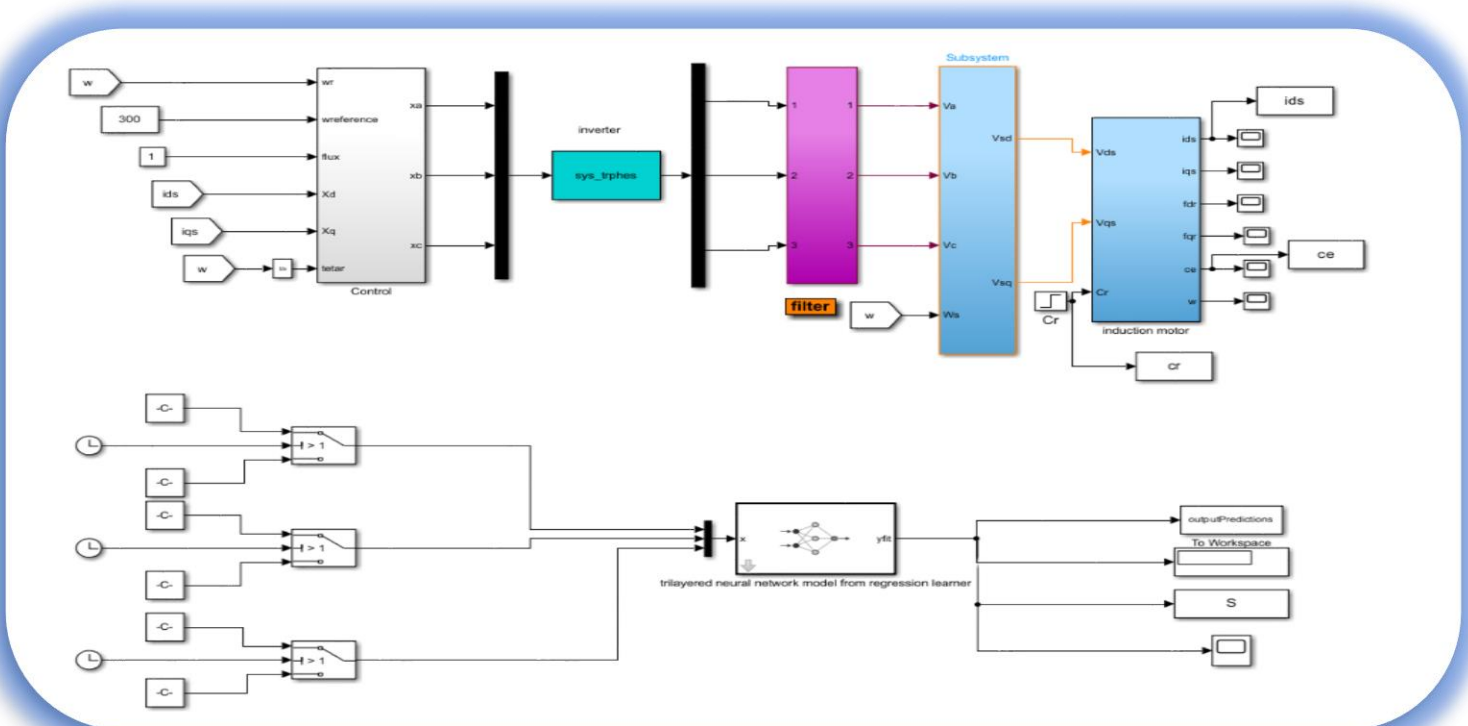 Subsystem
w
wr
300
wreference
1
flux
ids
Xd
iqs
Xq
w
tetar
xa
xb
xc
Control
inverter
sys_trphes
1
1
2
2
3
3
filter
w
Va
Vb
Vc
Ws
Vsd
Vsq
Cr
Vds
Vqs
Cr
ids
iqs
fdr
fqr
ce
w
induction motor
ids
ce
cr
-C-
> 1
-C-
-C-
> 1
-C-
-C-
> 1
-C-
x
yfit
trilayered neural network model from regression learner
outputPredictions
To Workspace
S